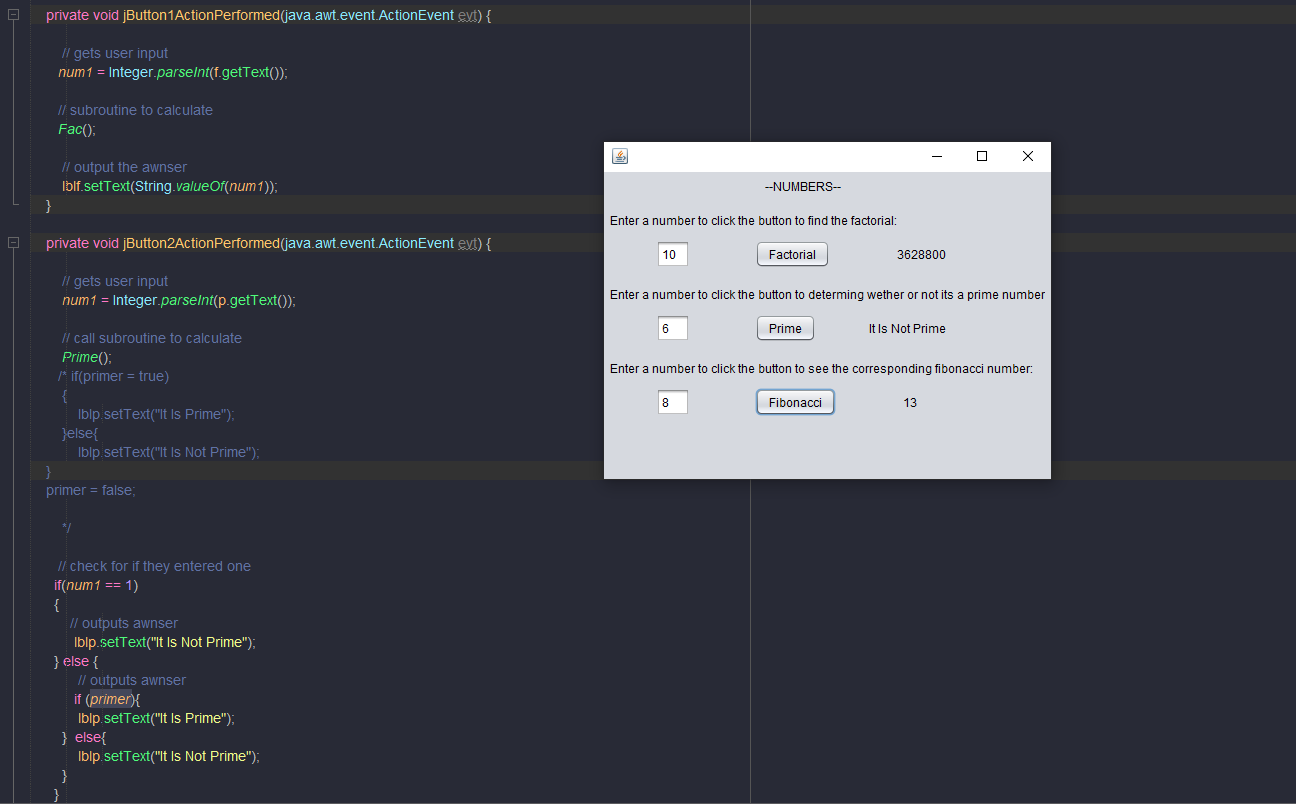 private void jButton1ActionPerformed(java.awt.event.ActionEvent evt) {
// gets user input
num1 = Integer.parseInt(f.getText());
// subroutine to calculate
Fac();
// output the awnser
lblf.setText(String.valueOf(num1));
}
private void jButton2ActionPerformed(java.awt.event.ActionEvent evt) {
// gets user input
num1 = Integer.parseInt(p.getText());
// call subroutine to calculate
Prime();
/* if(primer = true)
{
lblp.setText("It Is Prime");
}else{
lblp.setText("It Is Not Prime");
}
primer = false;
*/
// check for if they entered one
if(num1 == 1)
{
// outputs awnser
lblp.setText("It Is Not Prime");
} else {
// outputs awnser
if (primer){
lblp.setText("It Is Prime");
} else{
lblp.setText("It Is Not Prime");
}
}
--NUMBERS--
Enter a number to click the button to find the factorial:
10 Factorial 3628800
Enter a number to click the button to determing wether or not its a prime number
6 Prime It Is Not Prime
Enter a number to click the button to see the corresponding fibonacci number:
8 Fibonacci 13